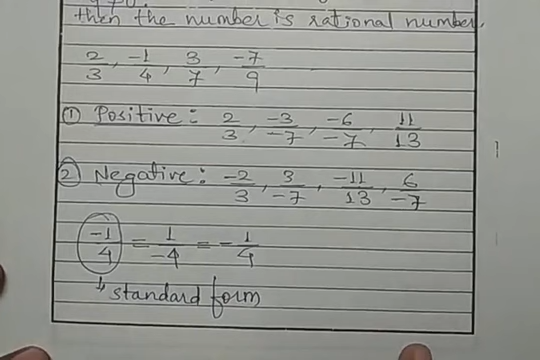 then the number is rational number.
2/3, -1/4, 3/7, -7/9
① Positive: 2/3, -3/-7, -6/-7, 11/13
② Negative: -2/3, 3/-7, -11/13, 6/-7
-1/4 = 1/-4 = -1/4
↳ standard form